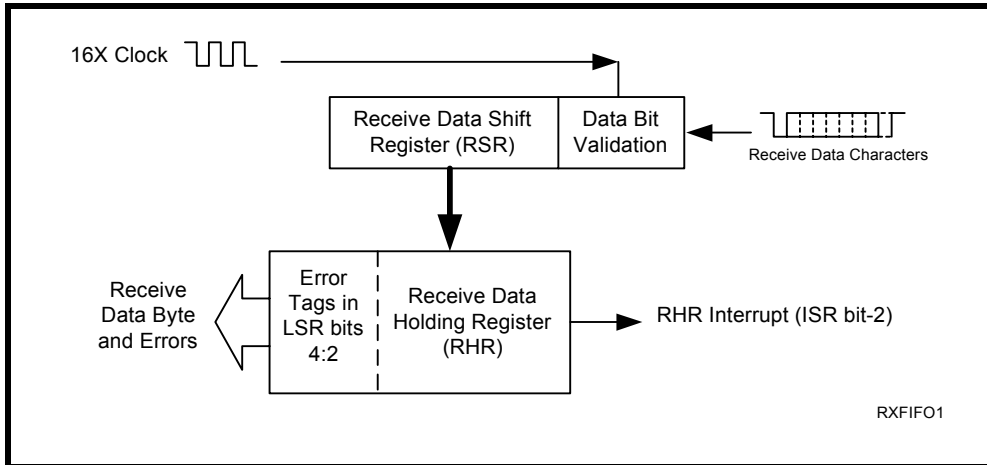 16X Clock
Receive Data Shift
Register (RSR)
Data Bit
Validation
Receive Data Characters
Receive
Data Byte
and Errors
Error
Tags in
LSR bits
4:2
Receive Data
Holding Register
(RHR)
RHR Interrupt (ISR bit-2)
RXFIFO1